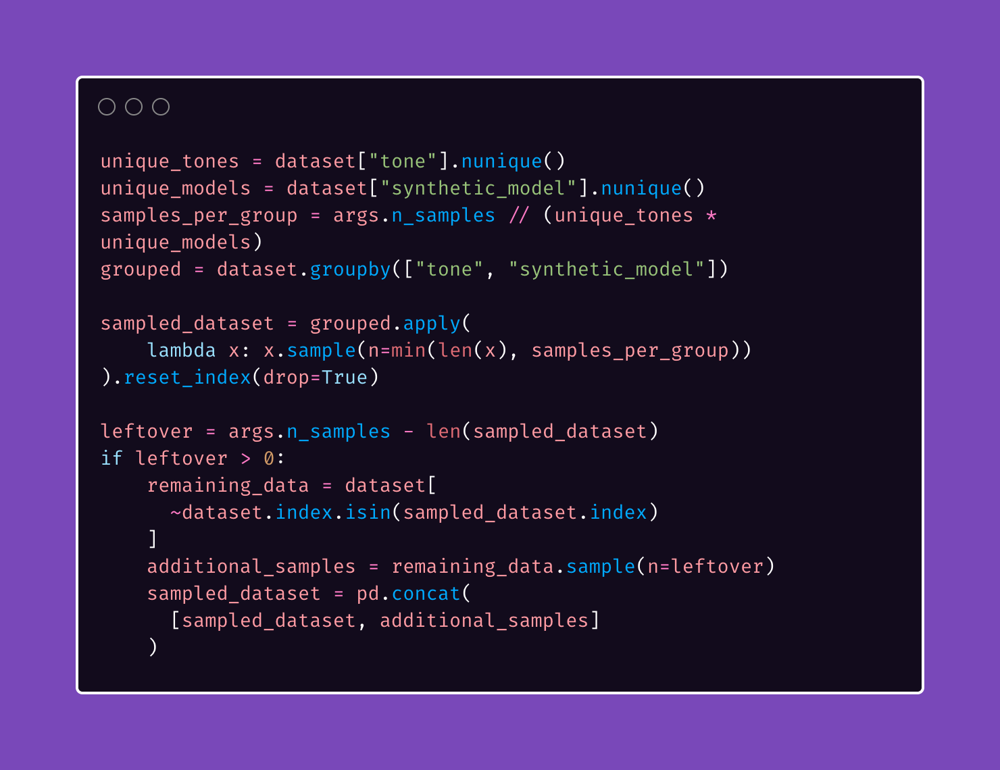 unique_tones = dataset["tone"].nunique()
unique_models = dataset["synthetic_model"].nunique()
samples_per_group = args.n_samples // (unique_tones *
unique_models)
grouped = dataset.groupby(["tone", "synthetic_model"])

sampled_dataset = grouped.apply(
    lambda x: x.sample(n=min(len(x), samples_per_group))
).reset_index(drop=True)

leftover = args.n_samples - len(sampled_dataset)
if leftover > 0:
    remaining_data = dataset[
      ~dataset.index.isin(sampled_dataset.index)
    ]
    additional_samples = remaining_data.sample(n=leftover)
    sampled_dataset = pd.concat(
      [sampled_dataset, additional_samples]
    )